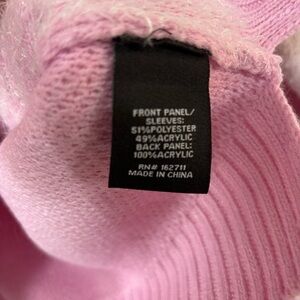 FRONT PANEL/
SLEEVES:
51%POLYESTER
49%ACRYLIC
BACK PANEL:
100%ACRYLIC
RN# 162711
MADE IN CHINA